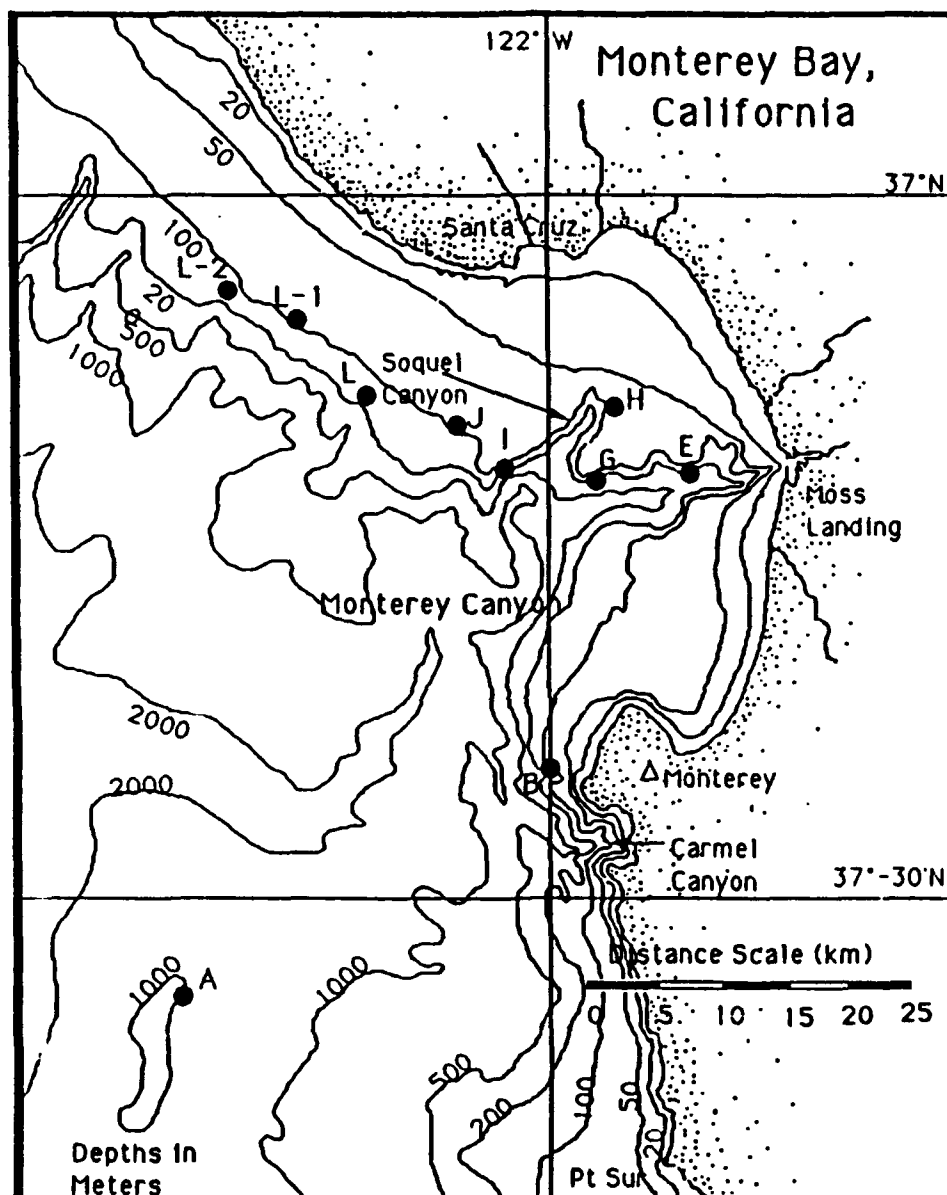 122° W
Monterey Bay,
California
20
50
37°N
Santa Cruz
100
L-2
20
0
L-1
500
1000
Soquel
Canyon
L
H
J
I
G
E
Moss
Landing
Monterey Canyon
2000
2000
B
Monterey
Carmel
Canyon
37°-30'N
Distance Scale (km)
0 5 10 15 20 25
1000
A
1000
500
200
100
50
20
Depths in
Meters
Pt Sur